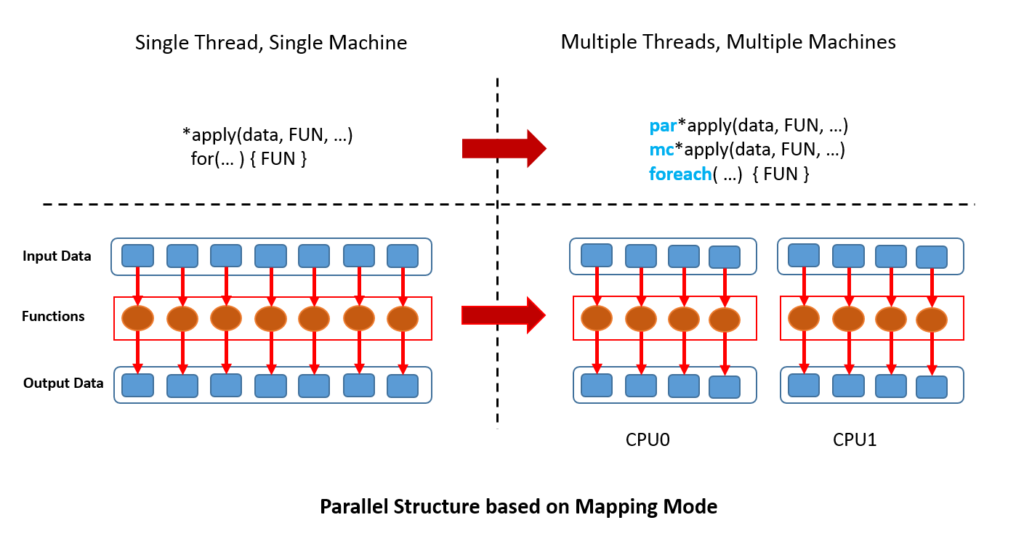 Single Thread, Single Machine
Multiple Threads, Multiple Machines
*apply(data, FUN, ...)
for(... ) { FUN }
par*apply(data, FUN, ...)
mc*apply(data, FUN, ...)
foreach( ...)  { FUN }
Input Data
Functions
Output Data
CPU0
CPU1
Parallel Structure based on Mapping Mode